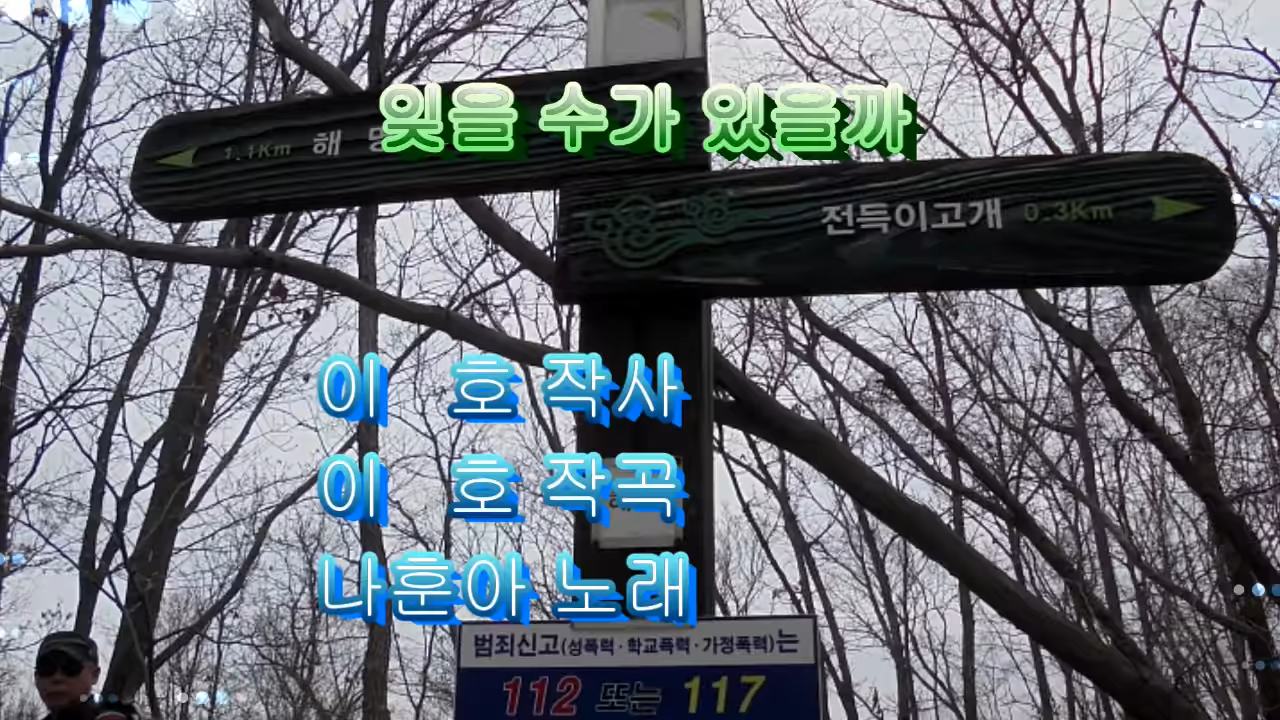 잊을 수가 있을까
1.1Km 해
전득이고개 0.3Km
이 호 작사
이 호 작곡
나훈아 노래
범죄신고(성폭력·학교폭력·가정폭력)는
112 또는 117